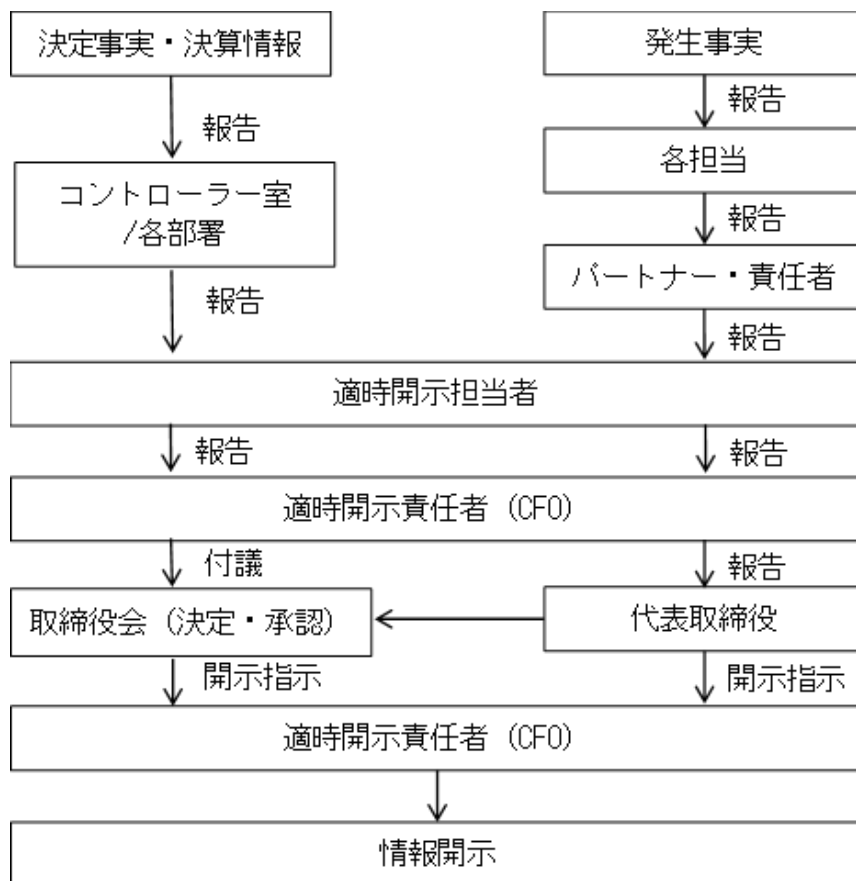 決定事実・決算情報
発生事実
報告
報告
コントローラー室
/各部署
各担当
報告
パートナー・責任者
報告
報告
適時開示担当者
報告
報告
適時開示責任者（CFO）
付議
報告
取締役会（決定・承認）
代表取締役
開示指示
開示指示
適時開示責任者（CFO）
情報開示